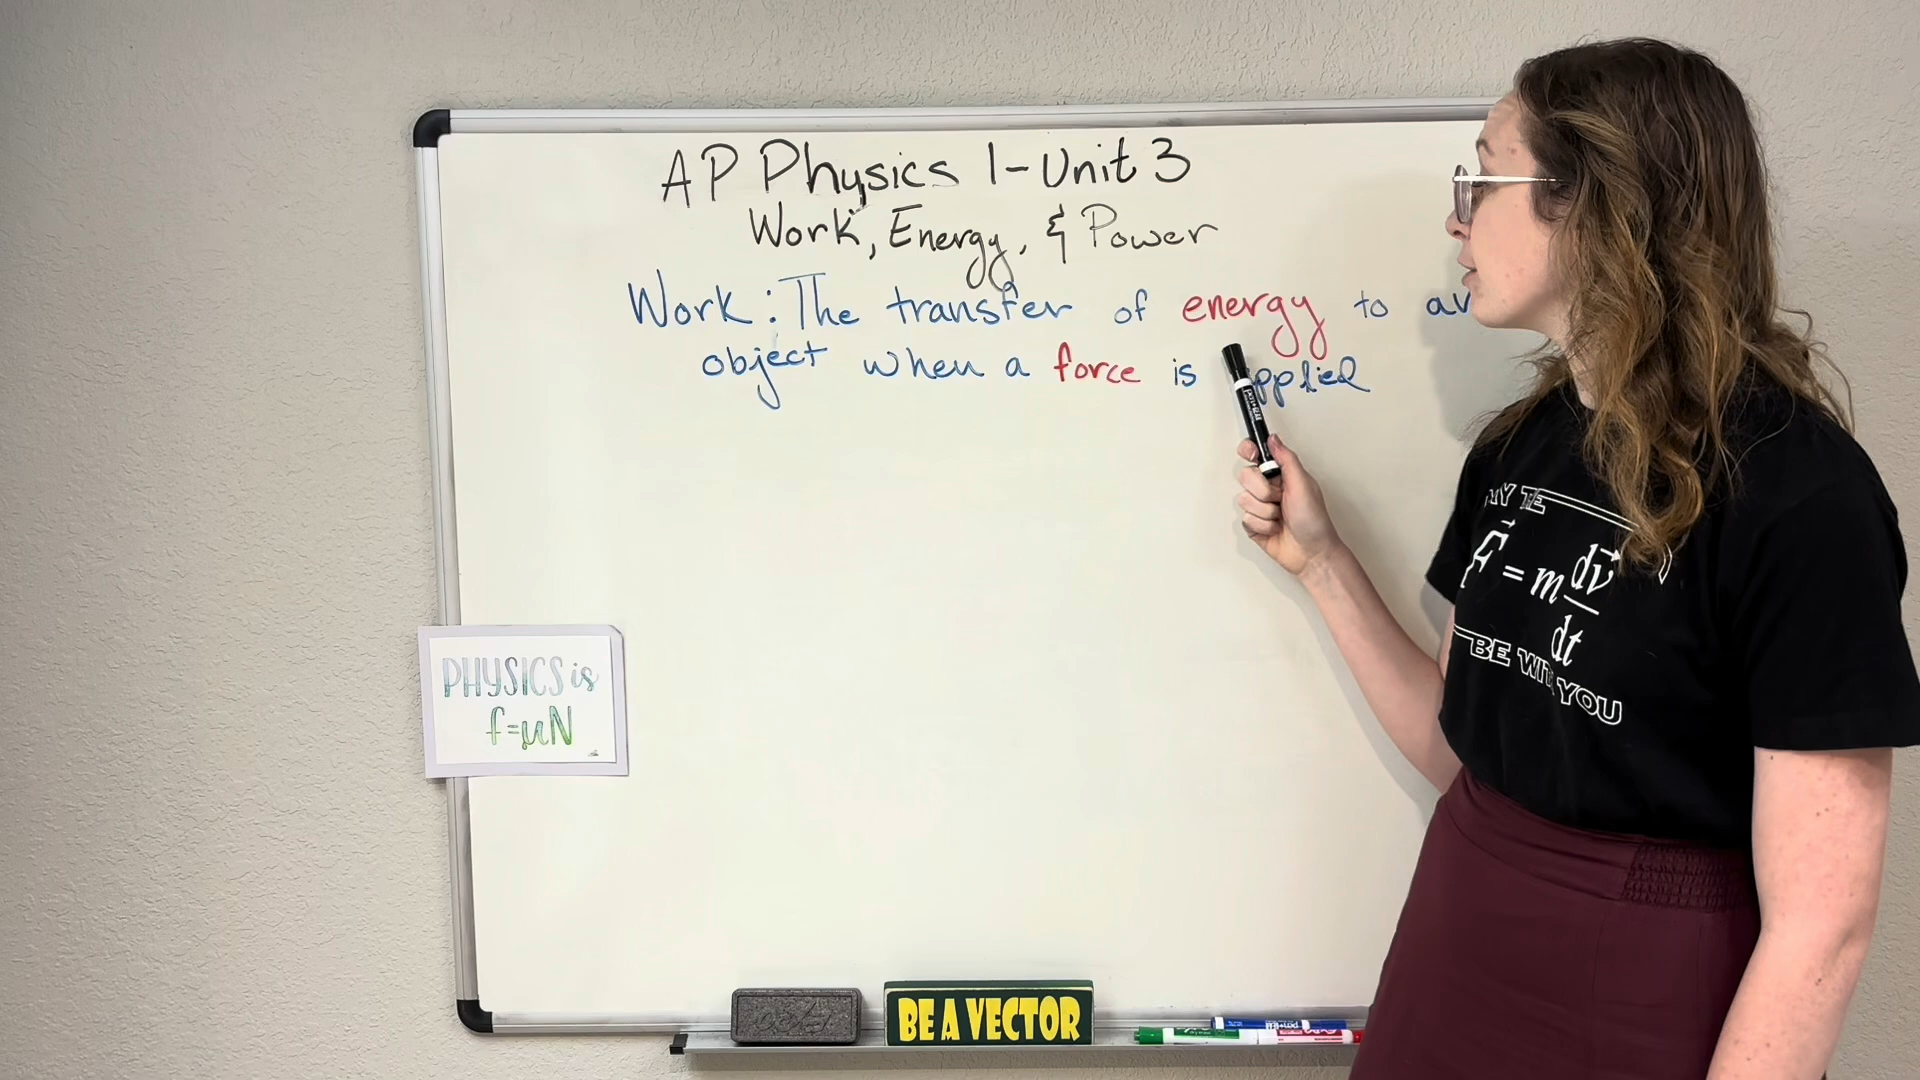 AP Physics 1-Unit 3
Work, Energy, & Power
Work: The transfer of energy to
object when a force is applied
PHYSICS is
f=μN
BE A VECTOR
F = m dv/dt
BE WITH YOU